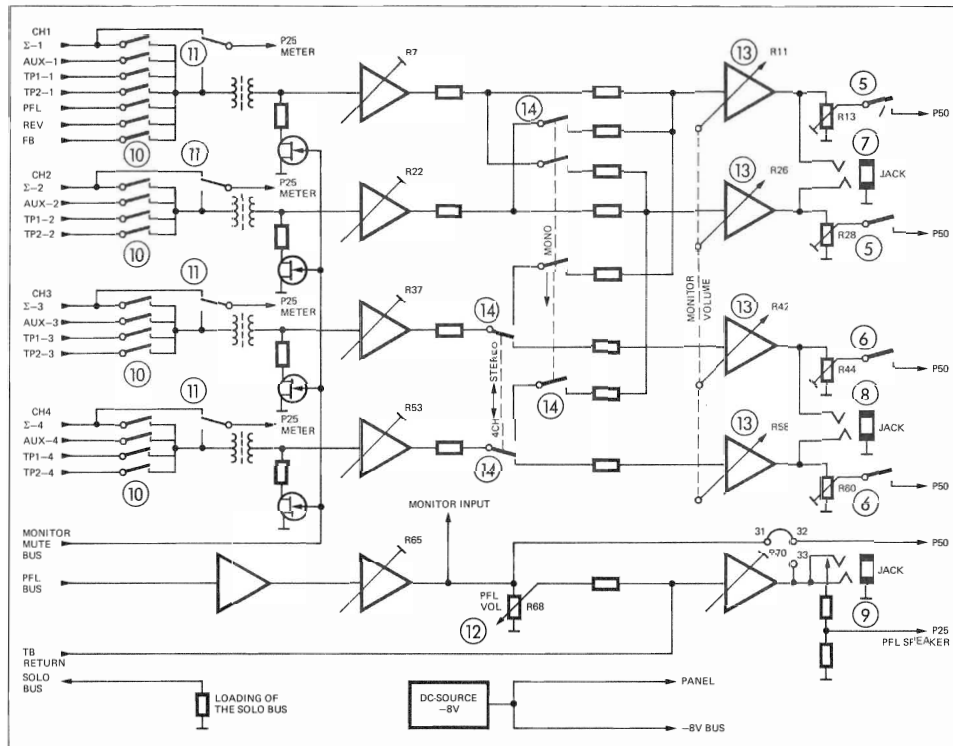 CH1
Σ-1
AUX-1
TP1-1
TP2-1
PFL
REV
FB
10
11
P25
METER
R7
14
13
R11
5
R13
P50
7
JACK
CH2
Σ-2
AUX-2
TP1-2
TP2-2
10
11
P25
METER
R22
MONO
13
R26
MONITOR
VOLUME
R28
5
P50
CH3
Σ-3
AUX-3
TP1-3
TP2-3
10
11
P25
METER
R37
14
STEREO
4CH
13
R42
6
R44
P50
8
JACK
CH4
Σ-4
AUX-4
TP1-4
TP2-4
10
11
P25
METER
R53
14
14
13
R58
R60
6
P50
MONITOR
MUTE
BUS
MONITOR INPUT
PFL
BUS
R65
PFL
VOL
R68
12
31
32
33
R70
P50
JACK
9
P25
PFL SPEAKER
TB
RETURN
SOLO
BUS
LOADING OF
THE SOLO BUS
DC-SOURCE
-8V
PANEL
-8V BUS